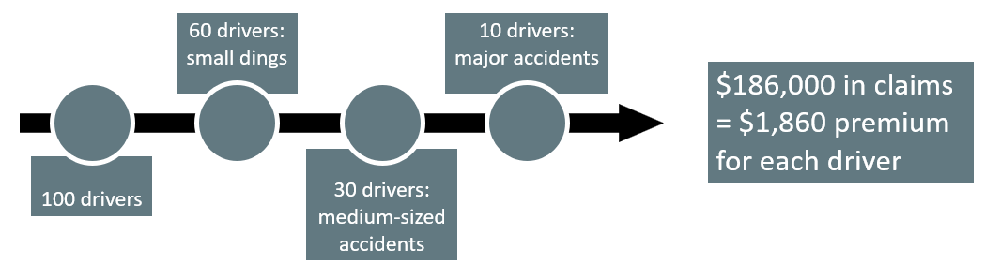 100 drivers
60 drivers:
small dings
30 drivers:
medium-sized
accidents
10 drivers:
major accidents
$186,000 in claims
= $1,860 premium
for each driver